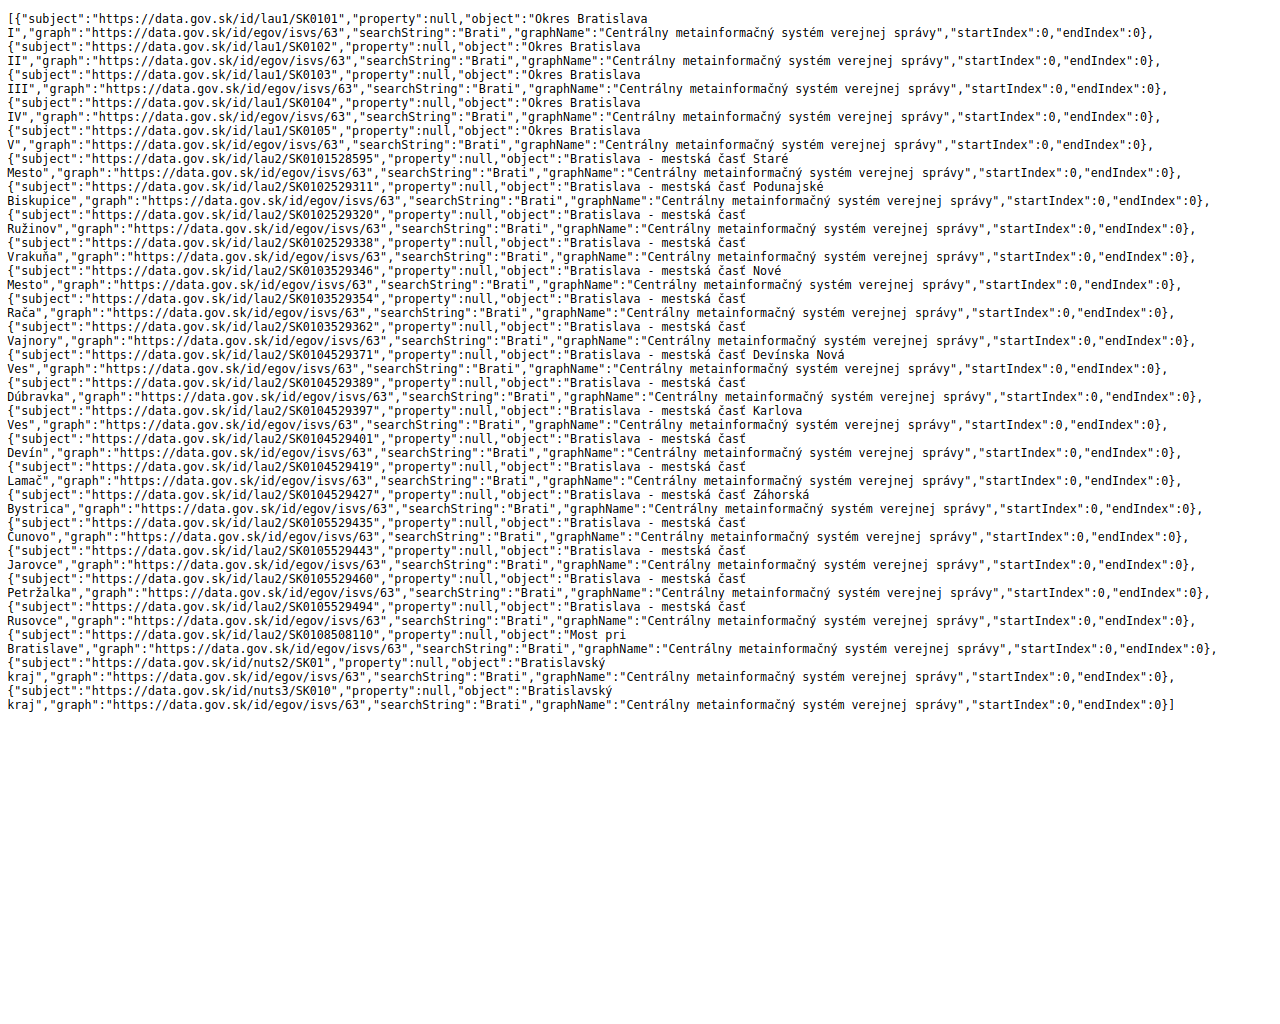 [{"subject":"https://data.gov.sk/id/lau1/SK0101","property":null,"object":"Okres Bratislava
I","graph":"https://data.gov.sk/id/egov/isvs/63","searchString":"Brati","graphName":"Centrálny metainformačný systém verejnej správy","startIndex":0,"endIndex":0},
{"subject":"https://data.gov.sk/id/lau1/SK0102","property":null,"object":"Okres Bratislava
II","graph":"https://data.gov.sk/id/egov/isvs/63","searchString":"Brati","graphName":"Centrálny metainformačný systém verejnej správy","startIndex":0,"endIndex":0},
{"subject":"https://data.gov.sk/id/lau1/SK0103","property":null,"object":"Okres Bratislava
III","graph":"https://data.gov.sk/id/egov/isvs/63","searchString":"Brati","graphName":"Centrálny metainformačný systém verejnej správy","startIndex":0,"endIndex":0},
{"subject":"https://data.gov.sk/id/lau1/SK0104","property":null,"object":"Okres Bratislava
IV","graph":"https://data.gov.sk/id/egov/isvs/63","searchString":"Brati","graphName":"Centrálny metainformačný systém verejnej správy","startIndex":0,"endIndex":0},
{"subject":"https://data.gov.sk/id/lau1/SK0105","property":null,"object":"Okres Bratislava
V","graph":"https://data.gov.sk/id/egov/isvs/63","searchString":"Brati","graphName":"Centrálny metainformačný systém verejnej správy","startIndex":0,"endIndex":0},
{"subject":"https://data.gov.sk/id/lau2/SK0101528595","property":null,"object":"Bratislava - mestská časť Staré
Mesto","graph":"https://data.gov.sk/id/egov/isvs/63","searchString":"Brati","graphName":"Centrálny metainformačný systém verejnej správy","startIndex":0,"endIndex":0},
{"subject":"https://data.gov.sk/id/lau2/SK0102529311","property":null,"object":"Bratislava - mestská časť Podunajské
Biskupice","graph":"https://data.gov.sk/id/egov/isvs/63","searchString":"Brati","graphName":"Centrálny metainformačný systém verejnej správy","startIndex":0,"endIndex":0},
{"subject":"https://data.gov.sk/id/lau2/SK0102529320","property":null,"object":"Bratislava - mestská časť
Ružinov","graph":"https://data.gov.sk/id/egov/isvs/63","searchString":"Brati","graphName":"Centrálny metainformačný systém verejnej správy","startIndex":0,"endIndex":0},
{"subject":"https://data.gov.sk/id/lau2/SK0102529338","property":null,"object":"Bratislava - mestská časť
Vrakuňa","graph":"https://data.gov.sk/id/egov/isvs/63","searchString":"Brati","graphName":"Centrálny metainformačný systém verejnej správy","startIndex":0,"endIndex":0},
{"subject":"https://data.gov.sk/id/lau2/SK0103529346","property":null,"object":"Bratislava - mestská časť Nové
Mesto","graph":"https://data.gov.sk/id/egov/isvs/63","searchString":"Brati","graphName":"Centrálny metainformačný systém verejnej správy","startIndex":0,"endIndex":0},
{"subject":"https://data.gov.sk/id/lau2/SK0103529354","property":null,"object":"Bratislava - mestská časť
Rača","graph":"https://data.gov.sk/id/egov/isvs/63","searchString":"Brati","graphName":"Centrálny metainformačný systém verejnej správy","startIndex":0,"endIndex":0},
{"subject":"https://data.gov.sk/id/lau2/SK0103529362","property":null,"object":"Bratislava - mestská časť
Vajnory","graph":"https://data.gov.sk/id/egov/isvs/63","searchString":"Brati","graphName":"Centrálny metainformačný systém verejnej správy","startIndex":0,"endIndex":0},
{"subject":"https://data.gov.sk/id/lau2/SK0104529371","property":null,"object":"Bratislava - mestská časť Devínska Nová
Ves","graph":"https://data.gov.sk/id/egov/isvs/63","searchString":"Brati","graphName":"Centrálny metainformačný systém verejnej správy","startIndex":0,"endIndex":0},
{"subject":"https://data.gov.sk/id/lau2/SK0104529389","property":null,"object":"Bratislava - mestská časť
Dúbravka","graph":"https://data.gov.sk/id/egov/isvs/63","searchString":"Brati","graphName":"Centrálny metainformačný systém verejnej správy","startIndex":0,"endIndex":0},
{"subject":"https://data.gov.sk/id/lau2/SK0104529397","property":null,"object":"Bratislava - mestská časť Karlova
Ves","graph":"https://data.gov.sk/id/egov/isvs/63","searchString":"Brati","graphName":"Centrálny metainformačný systém verejnej správy","startIndex":0,"endIndex":0},
{"subject":"https://data.gov.sk/id/lau2/SK0104529401","property":null,"object":"Bratislava - mestská časť
Devín","graph":"https://data.gov.sk/id/egov/isvs/63","searchString":"Brati","graphName":"Centrálny metainformačný systém verejnej správy","startIndex":0,"endIndex":0},
{"subject":"https://data.gov.sk/id/lau2/SK0104529419","property":null,"object":"Bratislava - mestská časť
Lamač","graph":"https://data.gov.sk/id/egov/isvs/63","searchString":"Brati","graphName":"Centrálny metainformačný systém verejnej správy","startIndex":0,"endIndex":0},
{"subject":"https://data.gov.sk/id/lau2/SK0104529427","property":null,"object":"Bratislava - mestská časť Záhorská
Bystrica","graph":"https://data.gov.sk/id/egov/isvs/63","searchString":"Brati","graphName":"Centrálny metainformačný systém verejnej správy","startIndex":0,"endIndex":0},
{"subject":"https://data.gov.sk/id/lau2/SK0105529435","property":null,"object":"Bratislava - mestská časť
Čunovo","graph":"https://data.gov.sk/id/egov/isvs/63","searchString":"Brati","graphName":"Centrálny metainformačný systém verejnej správy","startIndex":0,"endIndex":0},
{"subject":"https://data.gov.sk/id/lau2/SK0105529443","property":null,"object":"Bratislava - mestská časť
Jarovce","graph":"https://data.gov.sk/id/egov/isvs/63","searchString":"Brati","graphName":"Centrálny metainformačný systém verejnej správy","startIndex":0,"endIndex":0},
{"subject":"https://data.gov.sk/id/lau2/SK0105529460","property":null,"object":"Bratislava - mestská časť
Petržalka","graph":"https://data.gov.sk/id/egov/isvs/63","searchString":"Brati","graphName":"Centrálny metainformačný systém verejnej správy","startIndex":0,"endIndex":0},
{"subject":"https://data.gov.sk/id/lau2/SK0105529494","property":null,"object":"Bratislava - mestská časť
Rusovce","graph":"https://data.gov.sk/id/egov/isvs/63","searchString":"Brati","graphName":"Centrálny metainformačný systém verejnej správy","startIndex":0,"endIndex":0},
{"subject":"https://data.gov.sk/id/lau2/SK0108508110","property":null,"object":"Most pri
Bratislave","graph":"https://data.gov.sk/id/egov/isvs/63","searchString":"Brati","graphName":"Centrálny metainformačný systém verejnej správy","startIndex":0,"endIndex":0},
{"subject":"https://data.gov.sk/id/nuts2/SK01","property":null,"object":"Bratislavský
kraj","graph":"https://data.gov.sk/id/egov/isvs/63","searchString":"Brati","graphName":"Centrálny metainformačný systém verejnej správy","startIndex":0,"endIndex":0},
{"subject":"https://data.gov.sk/id/nuts3/SK010","property":null,"object":"Bratislavský
kraj","graph":"https://data.gov.sk/id/egov/isvs/63","searchString":"Brati","graphName":"Centrálny metainformačný systém verejnej správy","startIndex":0,"endIndex":0}]